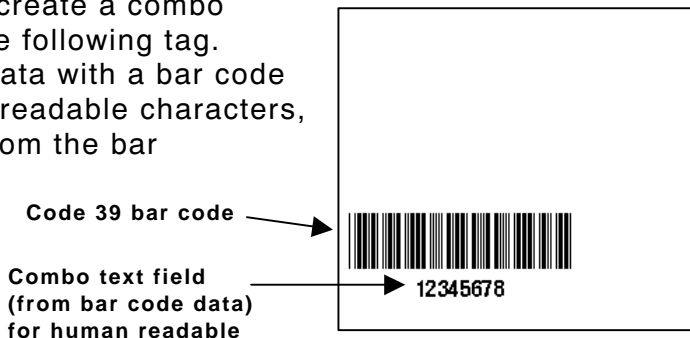 create a combo
e following tag.
ata with a bar code
readable characters,
om the bar
Code 39 bar code
Combo text field
(from bar code data)
for human readable
12345678